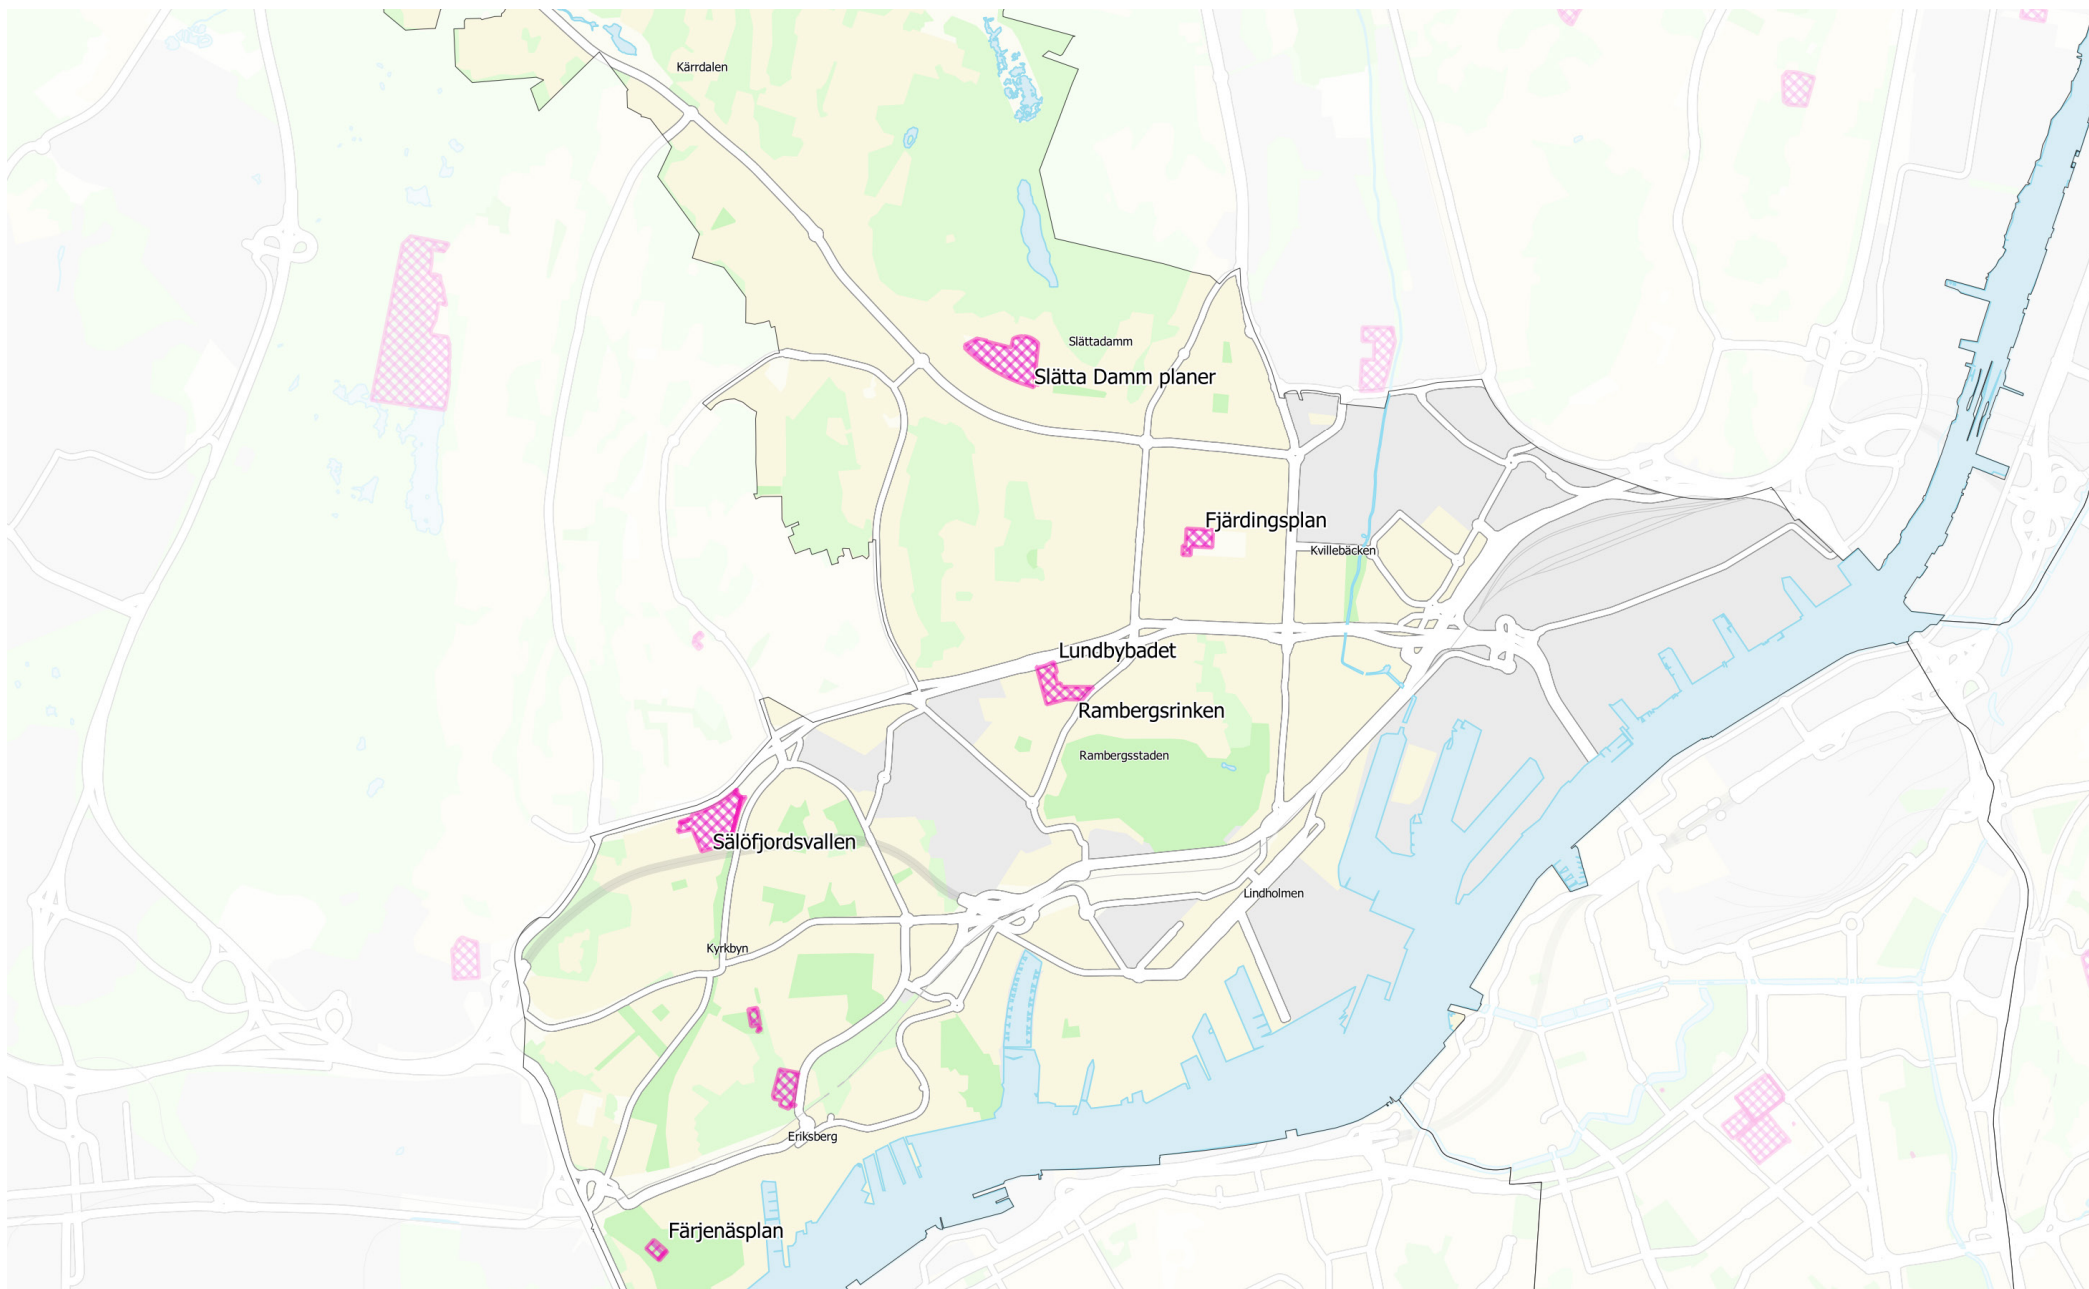 Kärrdalen
Slättadamm
Slätta Damm planer
Fjärdingsplan
Kvillebäcken
Lundbybadet
Rambergsrinken
Rambergsstaden
Sälöfjordsvallen
Lindholmen
Kyrkbyn
Eriksberg
Färjenäsplan